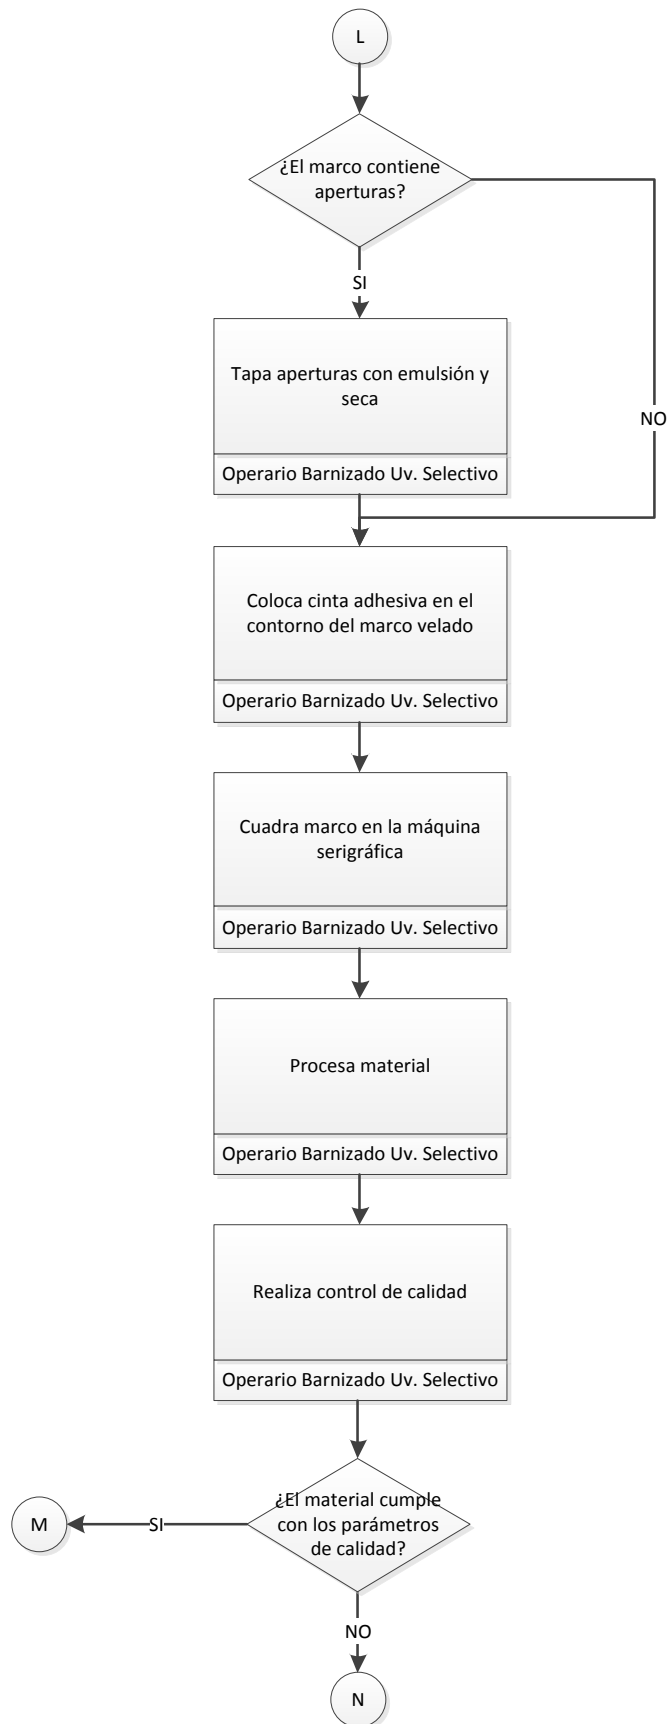 L
¿El marco contiene
aperturas?
SI
Tapa aperturas con emulsión y
seca
NO
Operario Barnizado Uv. Selectivo
Coloca cinta adhesiva en el
contorno del marco velado
Operario Barnizado Uv. Selectivo
Cuadra marco en la máquina
serigráfica
Operario Barnizado Uv. Selectivo
Procesa material
Operario Barnizado Uv. Selectivo
Realiza control de calidad
Operario Barnizado Uv. Selectivo
¿El material cumple
con los parámetros
de calidad?
SI
M
NO
N